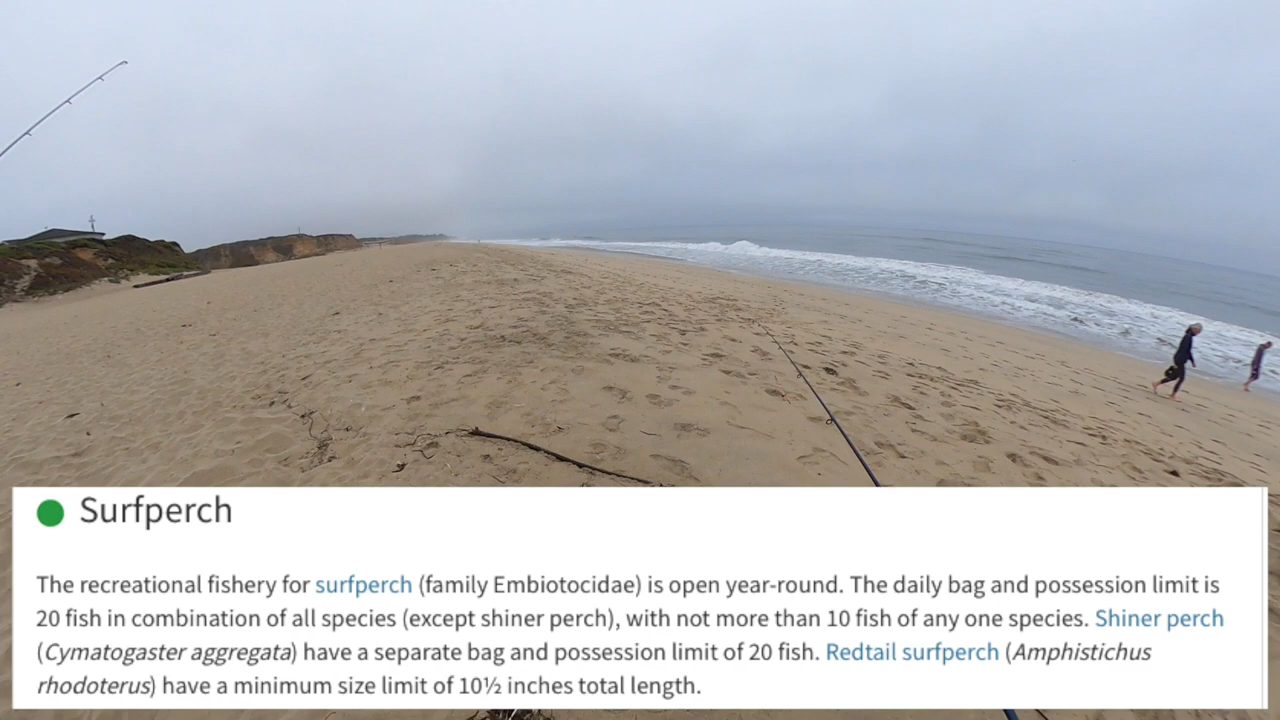 Surfperch
The recreational fishery for surfperch (family Embiotocidae) is open year-round. The daily bag and possession limit is
20 fish in combination of all species (except shiner perch), with not more than 10 fish of any one species. Shiner perch
(Cymatogaster aggregata) have a separate bag and possession limit of 20 fish. Redtail surfperch (Amphistichus
rhodoterus) have a minimum size limit of 10½ inches total length.